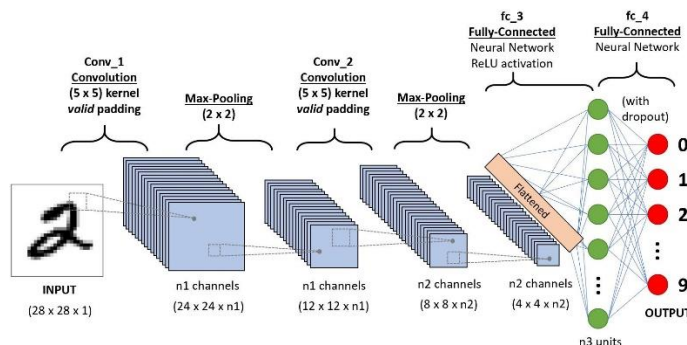 fc_3
Fully-Connected
Neural Network
ReLU activation
fc_4
Fully-Connected
Neural Network
Conv_1
Convolution
(5 x 5) kernel
valid padding
Max-Pooling
(2 x 2)
Conv_2
Convolution
(5 x 5) kernel
valid padding
Max-Pooling
(2 x 2)
(with
dropout)
Flattened
2
0
1
2
9
INPUT
(28 x 28 x 1)
n1 channels
(24 x 24 x n1)
n1 channels
(12 x 12 x n1)
n2 channels
(8 x 8 x n2)
n2 channels
(4 x 4 x n2)
OUTPUT
n3 units